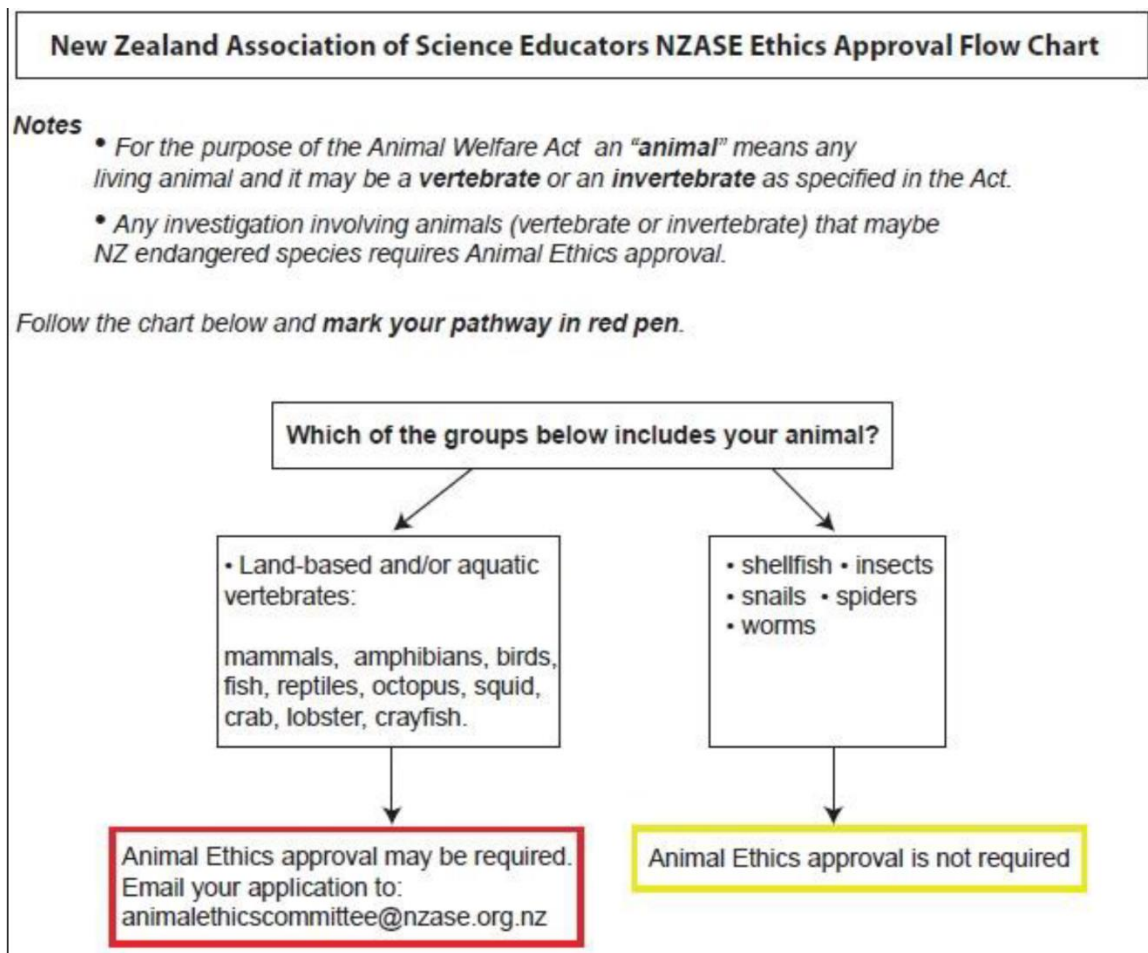 New Zealand Association of Science Educators NZASE Ethics Approval Flow Chart
Notes
• For the purpose of the Animal Welfare Act an “animal” means any
living animal and it may be a vertebrate or an invertebrate as specified in the Act.
• Any investigation involving animals (vertebrate or invertebrate) that maybe
NZ endangered species requires Animal Ethics approval.
Follow the chart below and mark your pathway in red pen.
Which of the groups below includes your animal?
• Land-based and/or aquatic
vertebrates:
mammals, amphibians, birds,
fish, reptiles, octopus, squid,
crab, lobster, crayfish.
• shellfish • insects
• snails • spiders
• worms
Animal Ethics approval may be required.
Email your application to:
animalethicscommittee@nzase.org.nz
Animal Ethics approval is not required